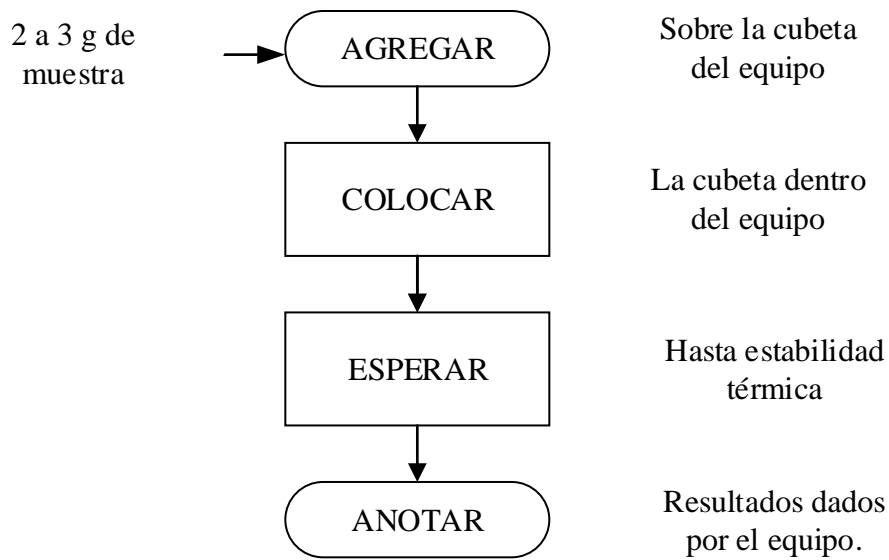 2 a 3 g de
muestra
AGREGAR
Sobre la cubeta
del equipo
COLOCAR
La cubeta dentro
del equipo
ESPERAR
Hasta estabilidad
térmica
ANOTAR
Resultados dados
por el equipo.